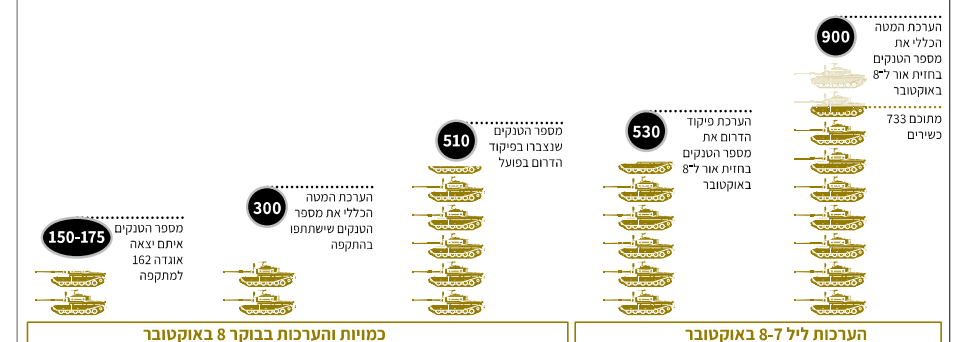 900
הערכת המטה
הכללי את
מספר הטנקים
בחזית אור ל־8
באוקטובר
מתוכם 733
כשירים
530
הערכת פיקוד
הדרום את
מספר הטנקים
בחזית אור ל־8
באוקטובר
510
מספר הטנקים
שנצברו בפיקוד
הדרום בפועל
300
הערכת המטה
הכללי את מספר
הטנקים שישתתפו
בהתקפה
150-175
מספר הטנקים
איתם יצאה
אוגדה 162
למתקפה
הערכות ליל 8-7 באוקטובר
כמויות והערכות בבוקר 8 באוקטובר